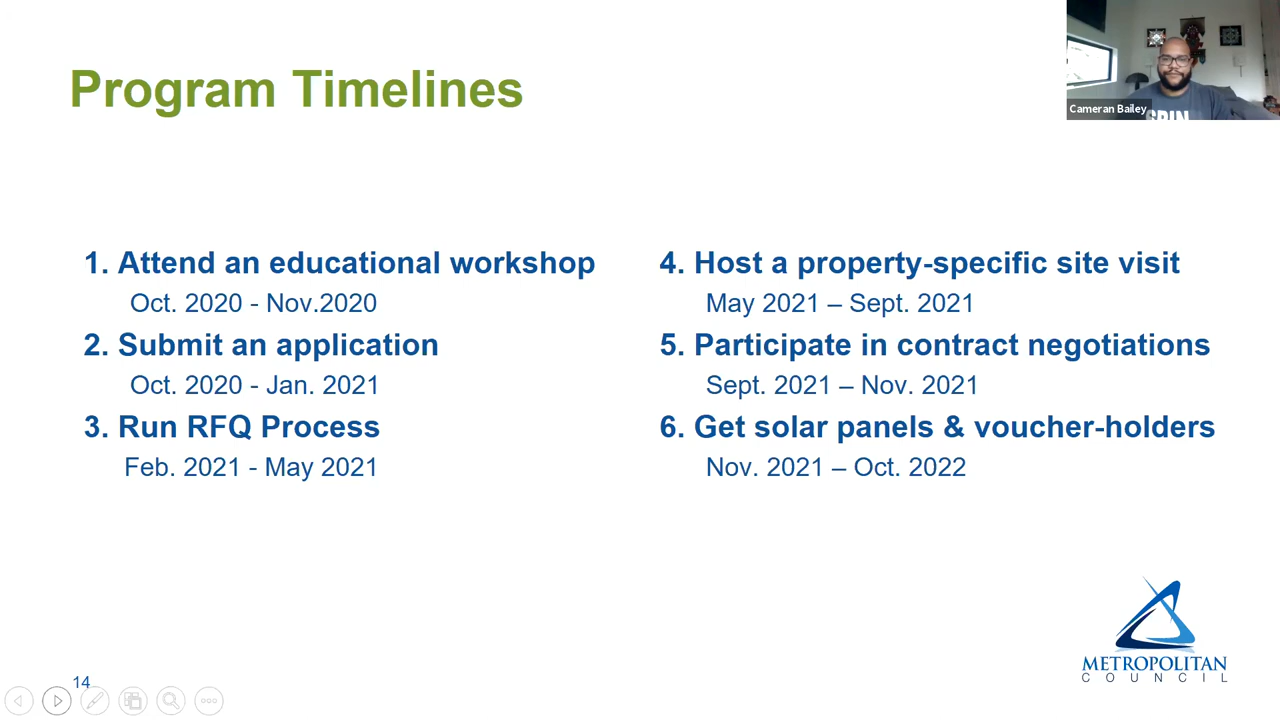 Program Timelines
Cameran Bailey
1. Attend an educational workshop
Oct. 2020 - Nov.2020
2. Submit an application
Oct. 2020 - Jan. 2021
3. Run RFQ Process
Feb. 2021 - May 2021
4. Host a property-specific site visit
May 2021 – Sept. 2021
5. Participate in contract negotiations
Sept. 2021 – Nov. 2021
6. Get solar panels & voucher-holders
Nov. 2021 – Oct. 2022
METROPOLITAN
COUNCIL
14